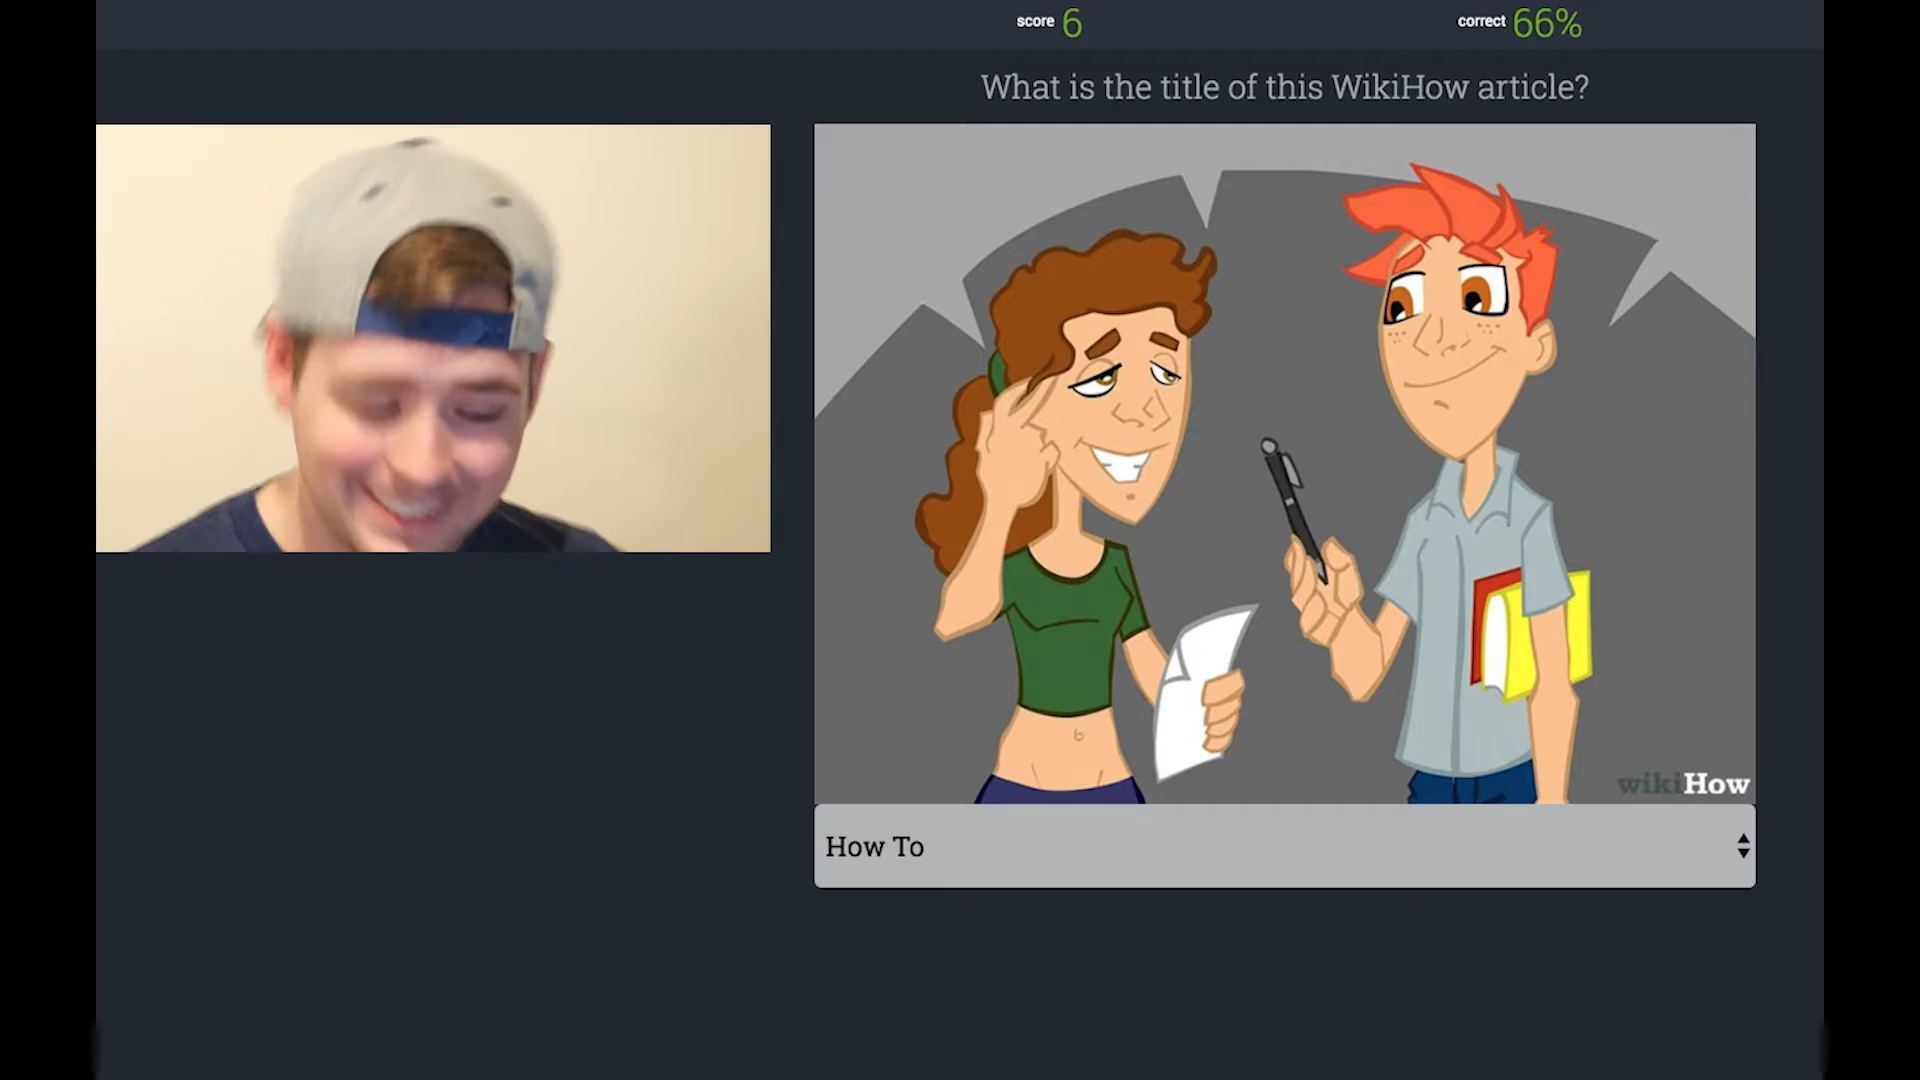 score 6
correct 66%
What is the title of this WikiHow article?
wikiHow
How To